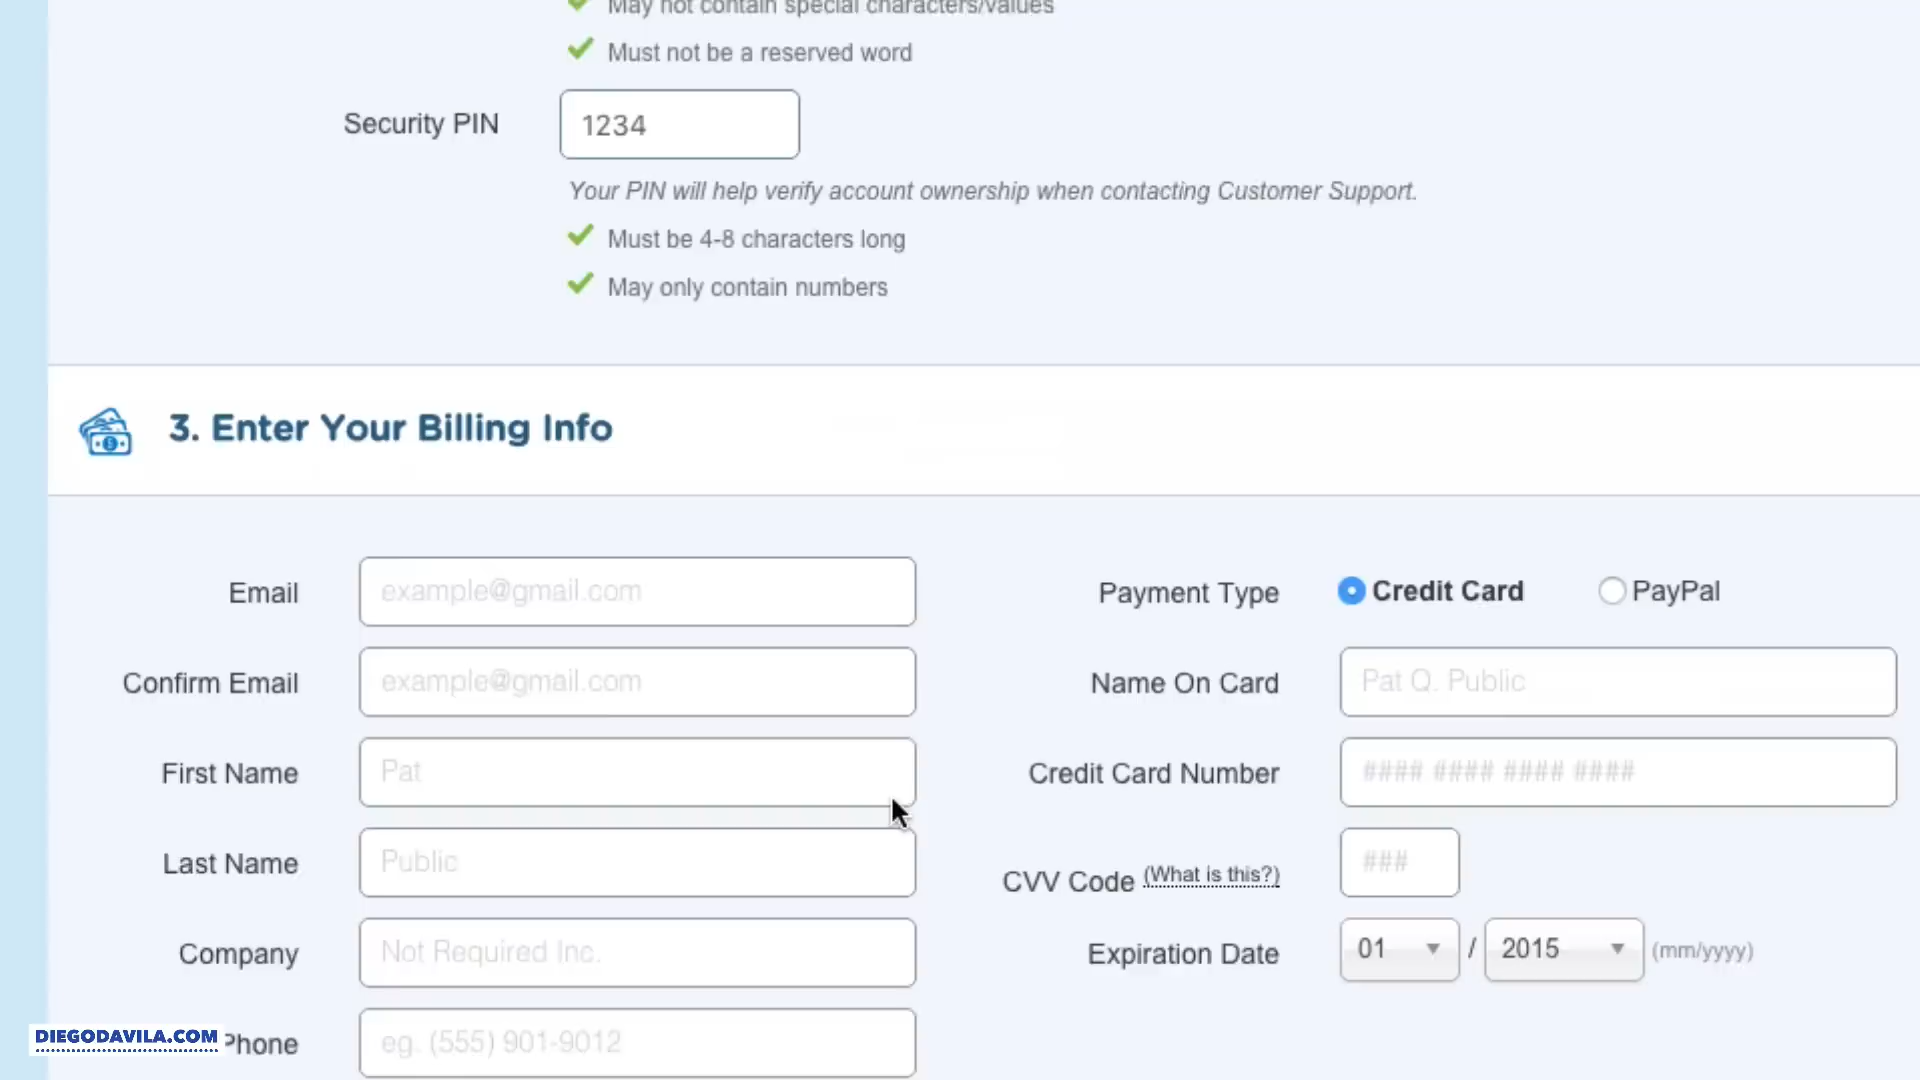 May not contain special characters/values
Must not be a reserved word
Security PIN
1234
Your PIN will help verify account ownership when contacting Customer Support.
Must be 4-8 characters long
May only contain numbers
3. Enter Your Billing Info
Email
example@gmail.com
Confirm Email
example@gmail.com
First Name
Pat
Last Name
Public
Company
Not Required Inc.
Phone
eg. (555) 901-9012
Payment Type
Credit Card
PayPal
Name On Card
Pat Q. Public
Credit Card Number
#### #### #### ####
CVV Code (What is this?)
###
Expiration Date
01 / 2015 (mm/yyyy)
DIEGODAVILA.COM